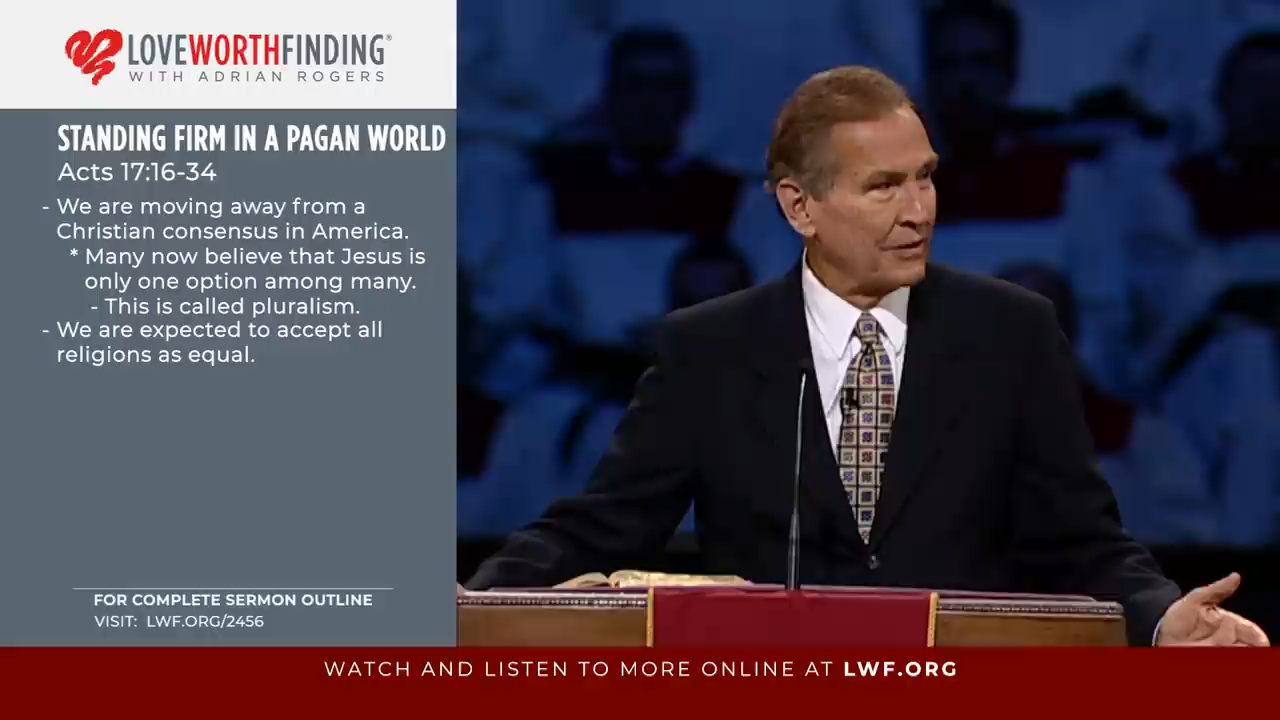 LOVEWORTHFINDING®
WITH ADRIAN ROGERS
STANDING FIRM IN A PAGAN WORLD
Acts 17:16-34
- We are moving away from a
Christian consensus in America.
* Many now believe that Jesus is
only one option among many.
- This is called pluralism.
- We are expected to accept all
religions as equal.
FOR COMPLETE SERMON OUTLINE
VISIT: LWF.ORG/2456
WATCH AND LISTEN TO MORE ONLINE AT LWF.ORG